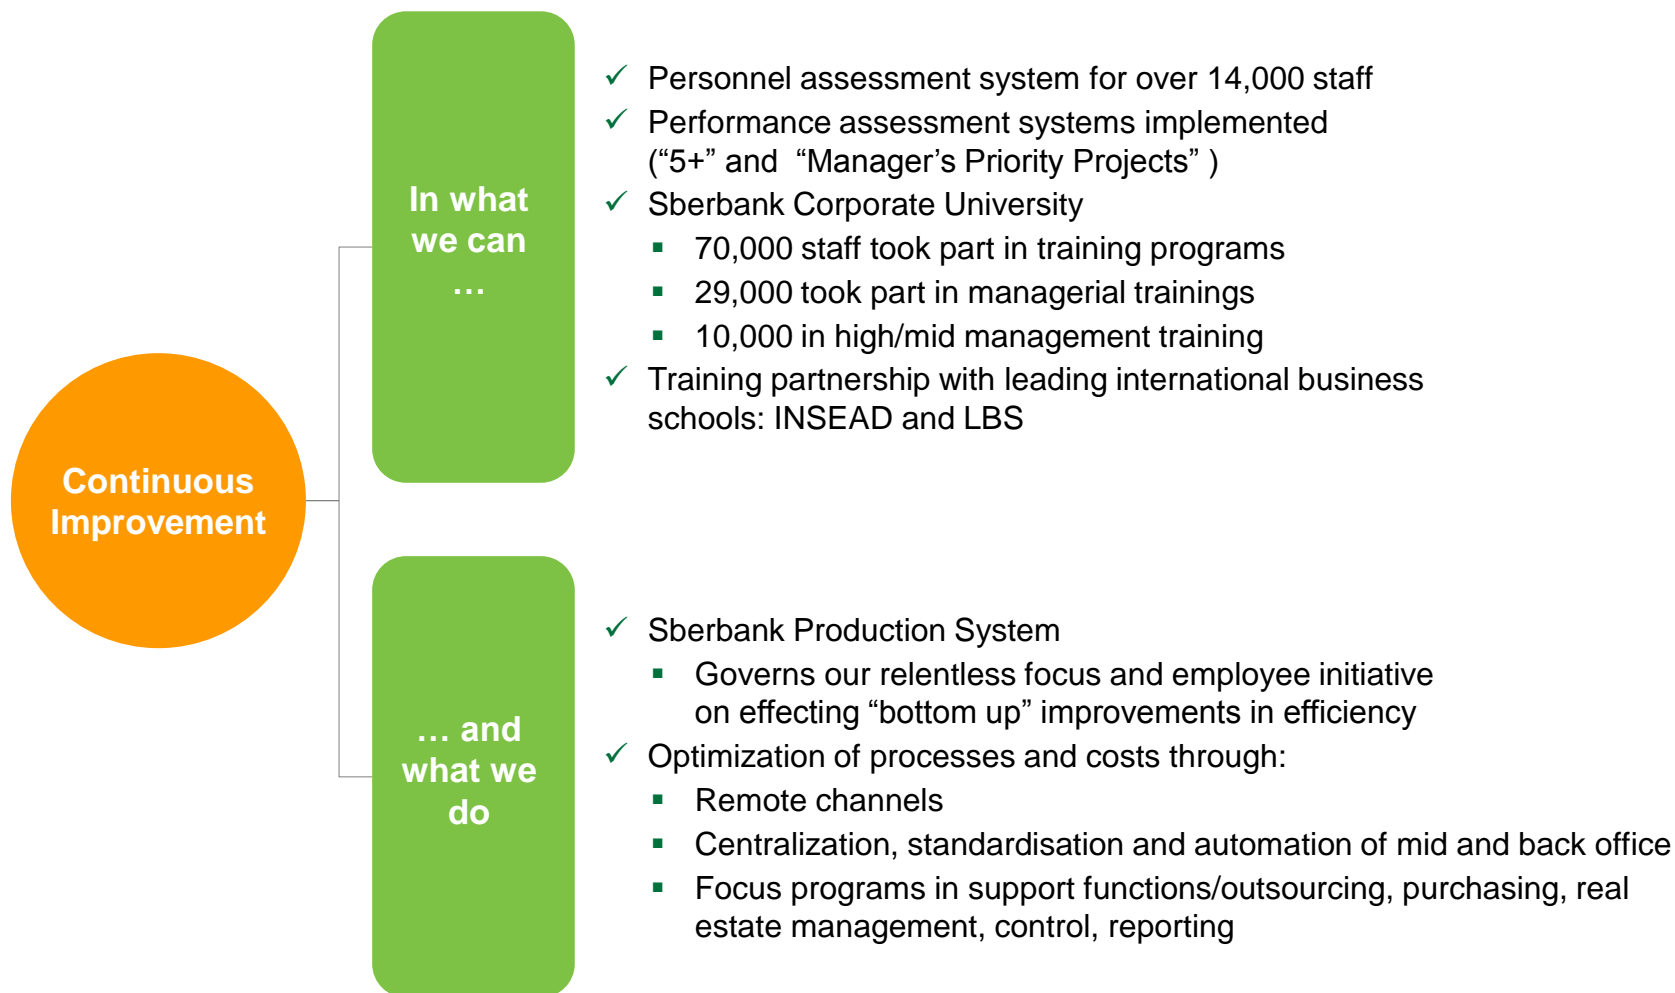 Continuous
Improvement
In what
we can
…
✓ Personnel assessment system for over 14,000 staff
✓ Performance assessment systems implemented
(“5+” and “Manager’s Priority Projects” )
✓ Sberbank Corporate University
▪ 70,000 staff took part in training programs
▪ 29,000 took part in managerial trainings
▪ 10,000 in high/mid management training
✓ Training partnership with leading international business
schools: INSEAD and LBS
… and
what we
do
✓ Sberbank Production System
▪ Governs our relentless focus and employee initiative
on effecting “bottom up” improvements in efficiency
✓ Optimization of processes and costs through:
▪ Remote channels
▪ Centralization, standardisation and automation of mid and back office
▪ Focus programs in support functions/outsourcing, purchasing, real
estate management, control, reporting